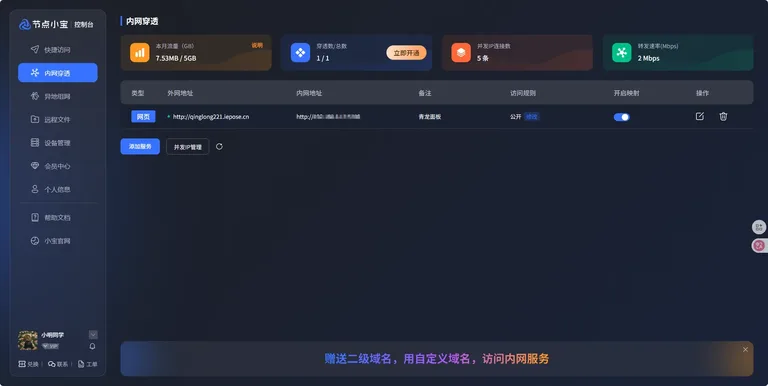 节点小宝 | 控制台
快捷访问
内网穿透
异地组网
远程文件
设备管理
会员中心
个人信息
帮助文档
小宝官网
小明同学
兑换 | 联系 | 工单
内网穿透
本月流量（GB） 说明
7.53MB / 5GB
穿透数/总数
1 / 1
立即开通
并发IP连接数
5 条
转发速率(Mbps)
2 Mbps
类型 外网地址 内网地址 备注 访问规则 开启映射 操作
网页 http://qinglong221.iepose.cn http:// 青龙面板 公开 修改
添加服务 并发IP管理
赠送二级域名，用自定义域名，访问内网服务